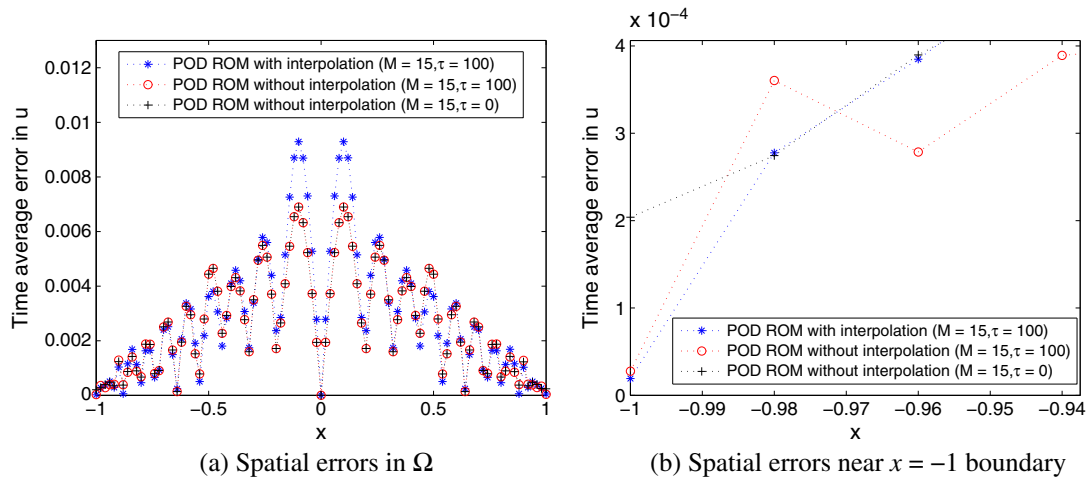 POD ROM with interpolation (M = 15,τ = 100)
POD ROM without interpolation (M = 15,τ = 100)
POD ROM without interpolation (M = 15,τ = 0)
Time average error in u
0.012
0.01
0.008
0.006
0.004
0.002
0
−1
−0.5
0
0.5
1
x
(a) Spatial errors in Ω
x 10⁻⁴
Time average error in u
4
3
2
1
0
POD ROM with interpolation (M = 15,τ = 100)
POD ROM without interpolation (M = 15,τ = 100)
POD ROM without interpolation (M = 15,τ = 0)
−1
−0.99
−0.98
−0.97
−0.96
−0.95
−0.94
x
(b) Spatial errors near x = −1 boundary